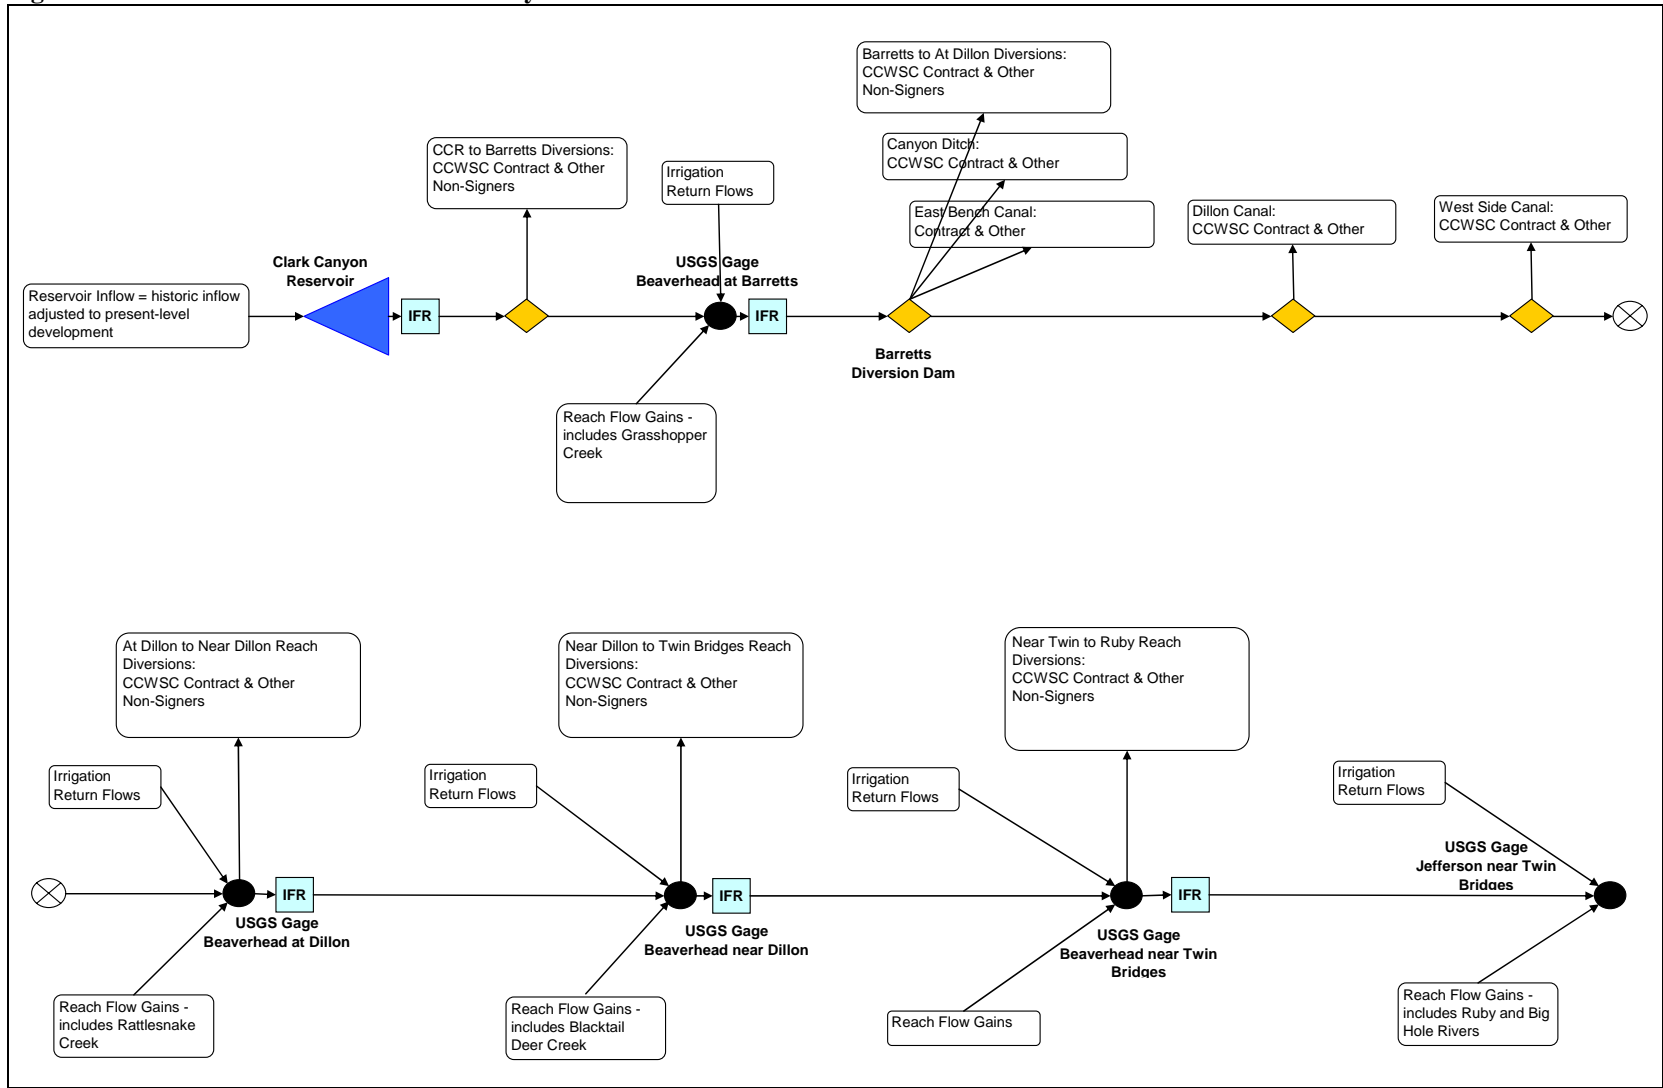 Barretts to At Dillon Diversions:
CCWSC Contract & Other
Non-Signers
CCR to Barretts Diversions:
CCWSC Contract & Other
Non-Signers
Irrigation
Return Flows
Canyon Ditch:
CCWSC Contract & Other
East Bench Canal:
Contract & Other
Dillon Canal:
CCWSC Contract & Other
West Side Canal:
CCWSC Contract & Other
Clark Canyon
Reservoir
USGS Gage
Beaverhead at Barretts
Reservoir Inflow = historic inflow
adjusted to present-level
development
IFR
IFR
Barretts
Diversion Dam
Reach Flow Gains -
includes Grasshopper
Creek
At Dillon to Near Dillon Reach
Diversions:
CCWSC Contract & Other
Non-Signers
Near Dillon to Twin Bridges Reach
Diversions:
CCWSC Contract & Other
Non-Signers
Near Twin to Ruby Reach
Diversions:
CCWSC Contract & Other
Non-Signers
Irrigation
Return Flows
Irrigation
Return Flows
Irrigation
Return Flows
Irrigation
Return Flows
USGS Gage
Jefferson near Twin
Bridges
IFR
IFR
IFR
USGS Gage
Beaverhead at Dillon
USGS Gage
Beaverhead near Dillon
USGS Gage
Beaverhead near Twin
Bridges
Reach Flow Gains -
includes Rattlesnake
Creek
Reach Flow Gains -
includes Blacktail
Deer Creek
Reach Flow Gains
Reach Flow Gains -
includes Ruby and Big
Hole Rivers